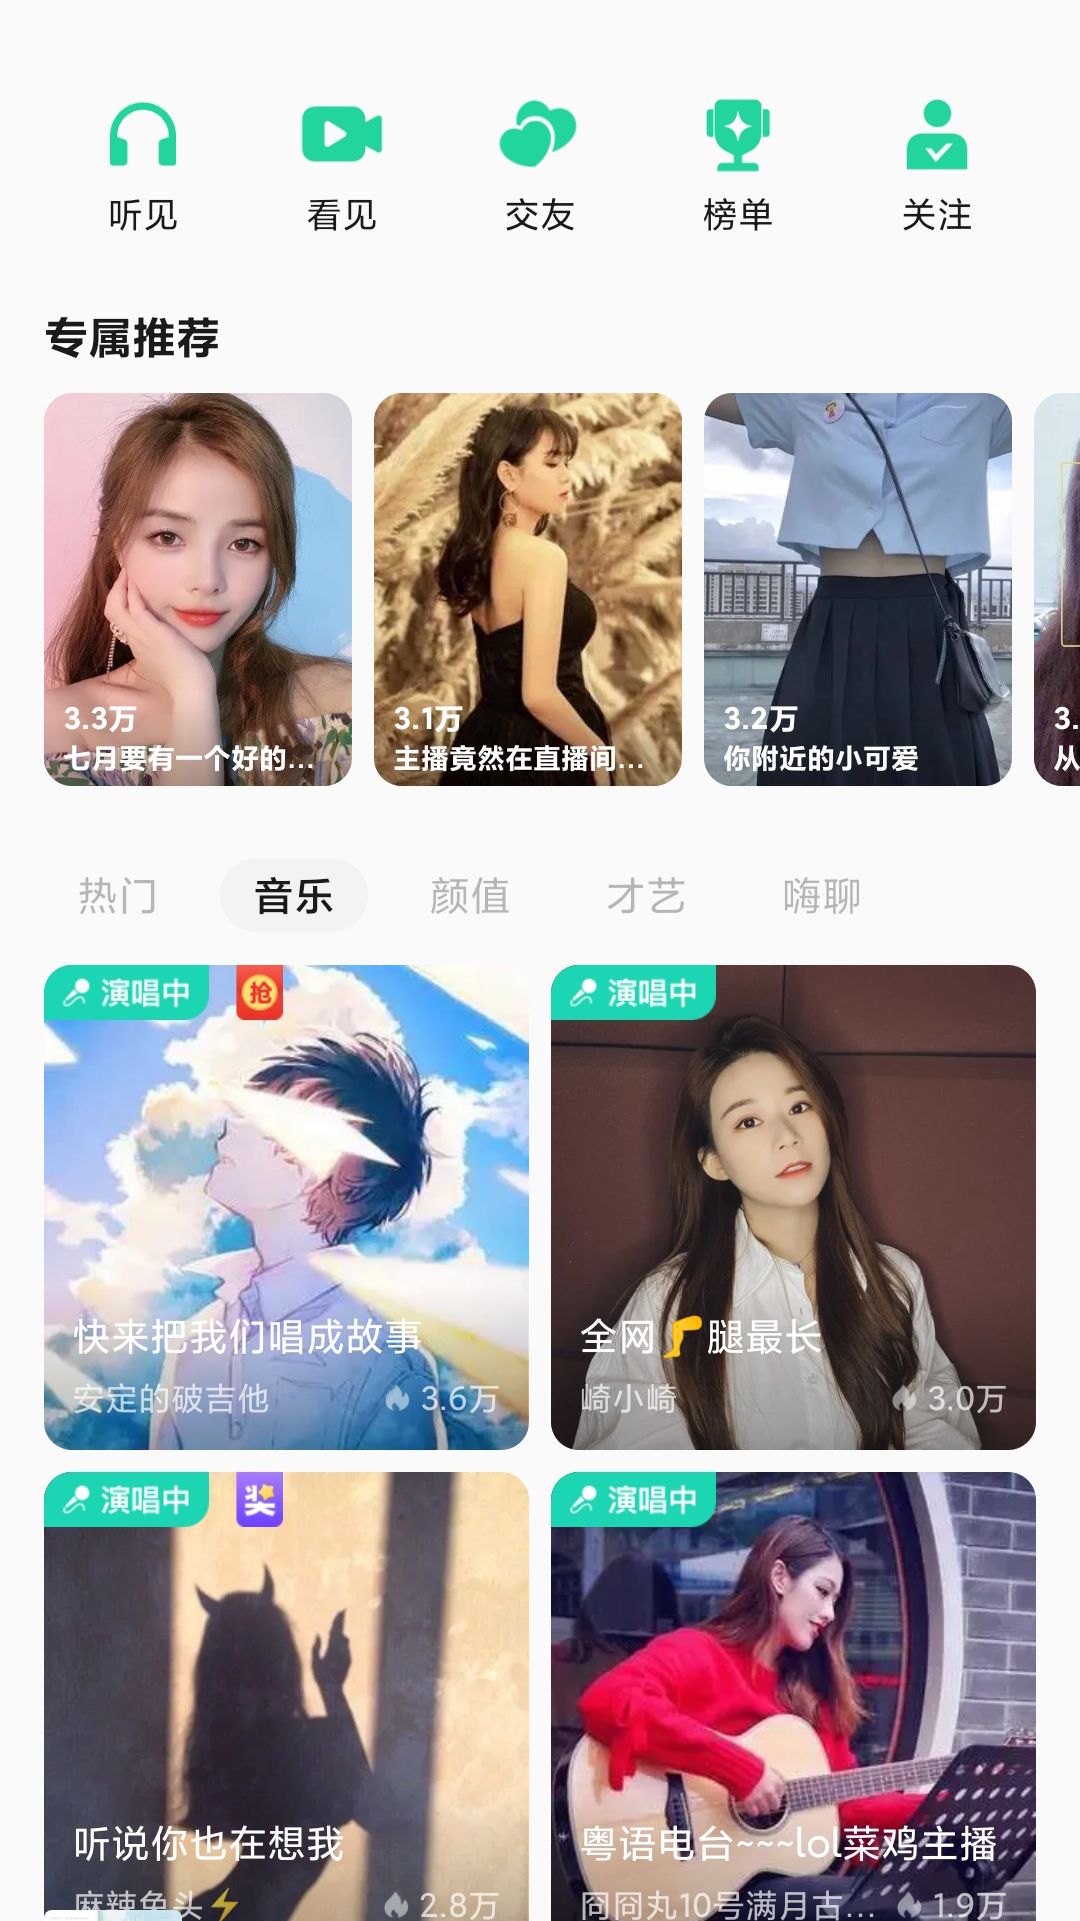 听见
看见
交友
榜单
关注
专属推荐
3.3万
七月要有一个好的...
3.1万
主播竟然在直播间...
3.2万
你附近的小可爱
3.
从
热门
音乐
颜值
才艺
嗨聊
演唱中
抢
快来把我们唱成故事
安定的破吉他
3.6万
演唱中
全网🦵腿最长
崎小崎
3.0万
演唱中
奖
听说你也在想我
麻辣兔头⚡
2.8万
演唱中
粤语电台~~~lol菜鸡主播
冏冏丸10号满月古...
1.9万